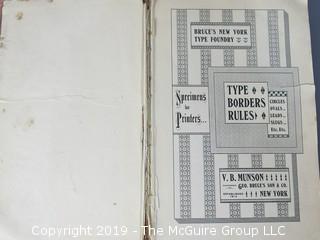 BRUCE'S NEW YORK
TYPE FOUNDRY
Specimens
for
Printers...
TYPE
BORDERS
RULES
CIRCLES
OVALS...
LEADS...
SLUGS...
Etc. Etc.
V. B. MUNSON
GEO. BRUCE'S SON & CO.
NEW YORK
Copyright © 2019 - The McGuire Group LLC